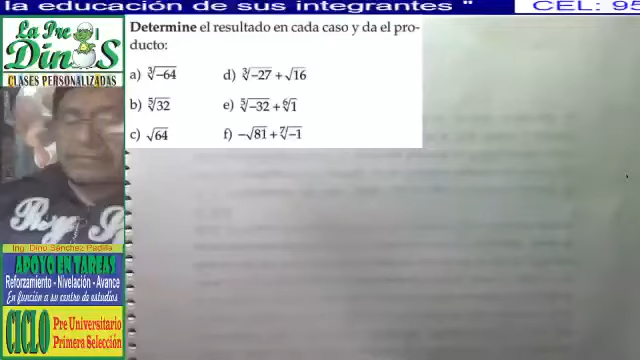 la educación de sus integrantes " CEL: 95
La Pre
DinoS
CLASES PERSONALIZADAS
Ing. Dino Sánchez Padilla
APOYO EN TAREAS
Reforzamiento - Nivelación - Avance
En función a su centro de estudios
CICLO Pre Universitario
Primera Selección
Determine el resultado en cada caso y da el pro-
ducto:
a) ∛-64 d) ∛-27 + √16
b) ⁵√32 e) ⁵√-32 + ⁶√1
c) √64 f) -√81 + ⁷√-1